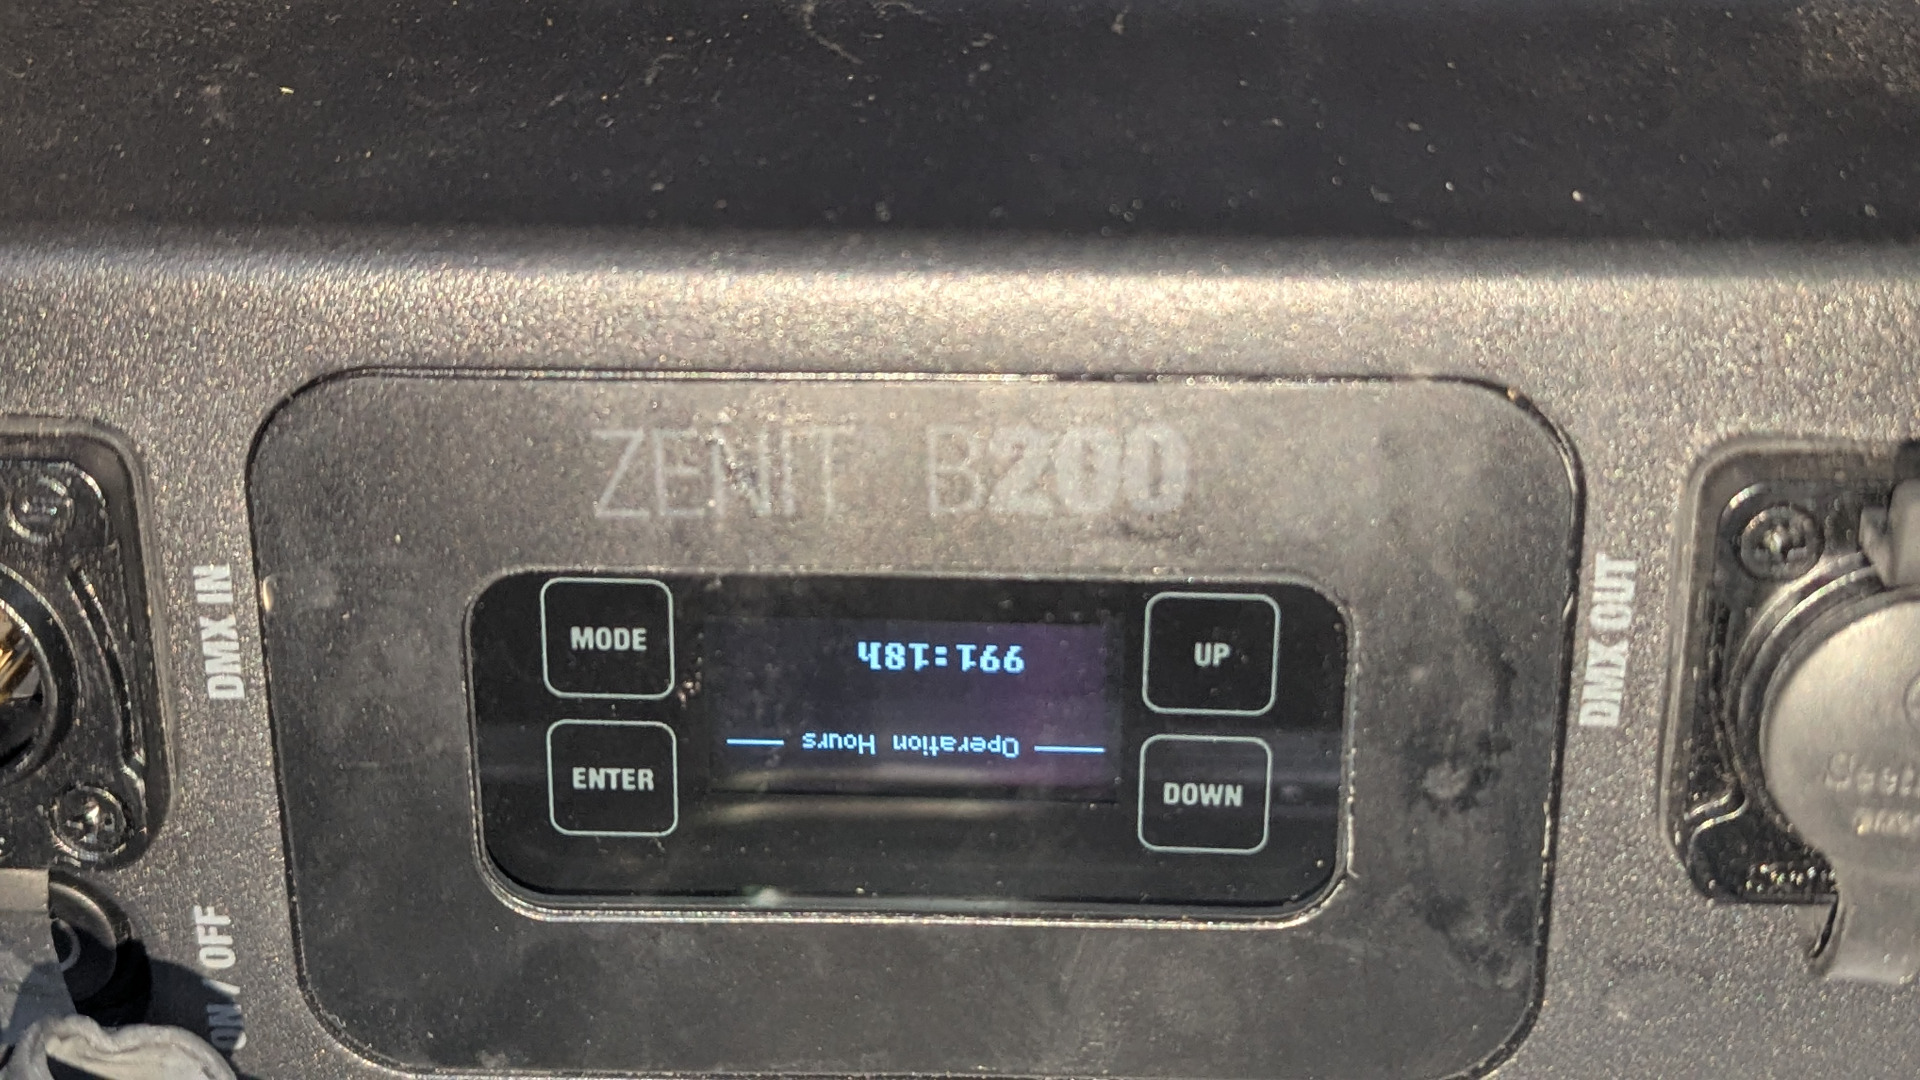 ZENIT B200
MODE
UP
991:18h
Operation Hours
ENTER
DOWN
DMX IN
DMX OUT
ON / OFF